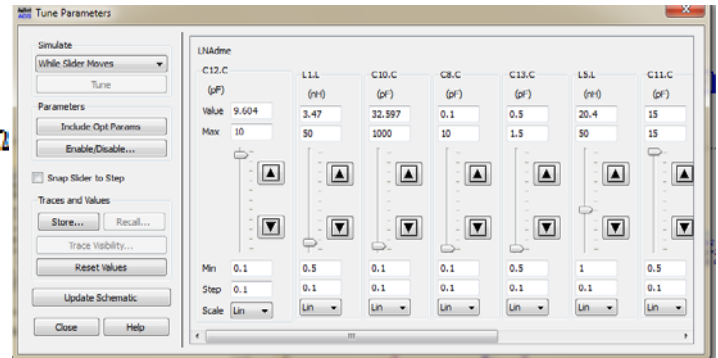 Tune Parameters
Simulate
While Slider Moves
Tune
Parameters
Include Opt Params
Enable/Disable...
Snap Slider to Step
Traces and Values
Store... Recall...
Trace Visibility...
Reset Values
Update Schematic
Close Help
LNAdme
C12.C L1.L C10.C C8.C C13.C L5.L C11.C
(pF) (nH) (pF) (pF) (pF) (nH) (pF)
Value 9.604 3.47 32.597 0.1 0.5 20.4 15
Max 10 50 1000 10 1.5 50 15
Min 0.1 0.5 0.1 0.1 0.5 1 0.5
Step 0.1 0.1 0.1 0.1 0.1 0.1 0.1
Scale Lin Lin Lin Lin Lin Lin Lin